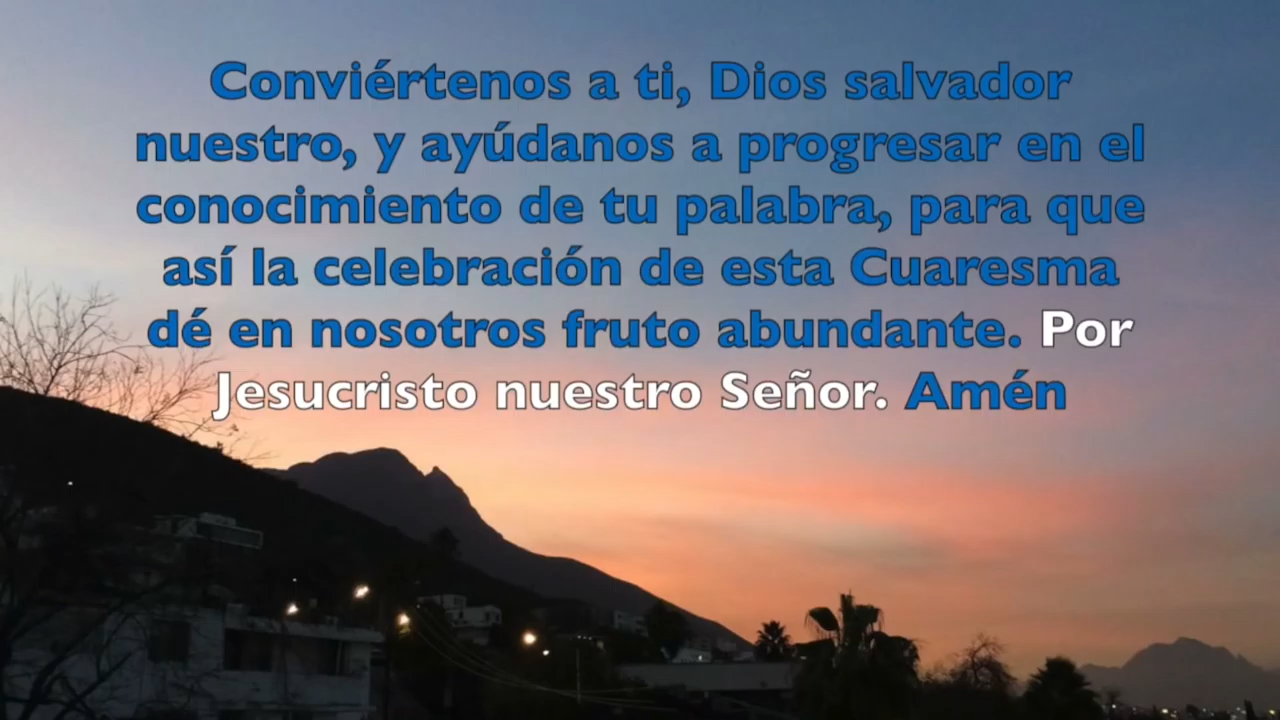 Conviértenos a ti, Dios salvador
nuestro, y ayúdanos a progresar en el
conocimiento de tu palabra, para que
así la celebración de esta Cuaresma
dé en nosotros fruto abundante. Por
Jesucristo nuestro Señor. Amén